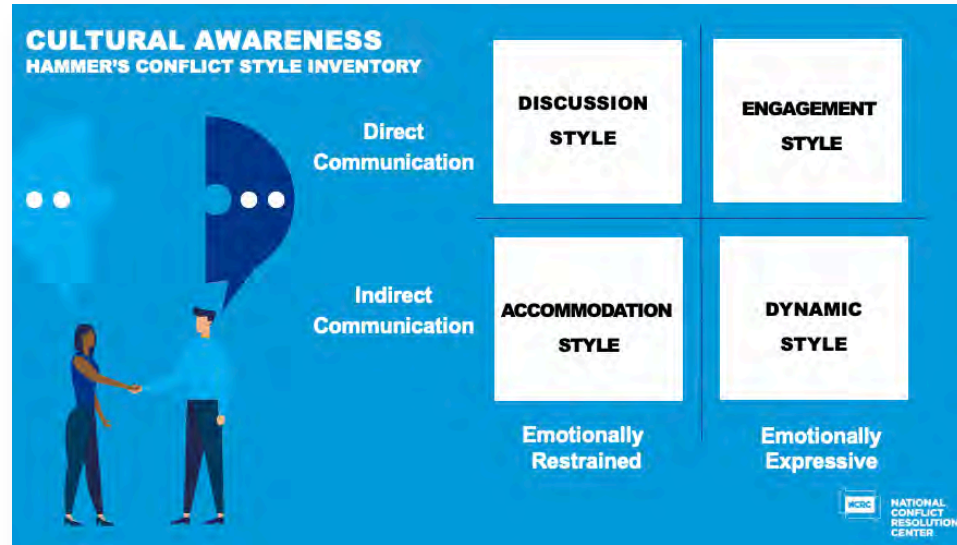 CULTURAL AWARENESS
HAMMER'S CONFLICT STYLE INVENTORY
Direct
Communication
DISCUSSION
STYLE
ENGAGEMENT
STYLE
Indirect
Communication
ACCOMMODATION
STYLE
DYNAMIC
STYLE
Emotionally
Restrained
Emotionally
Expressive
NCRC
NATIONAL
CONFLICT
RESOLUTION
CENTER